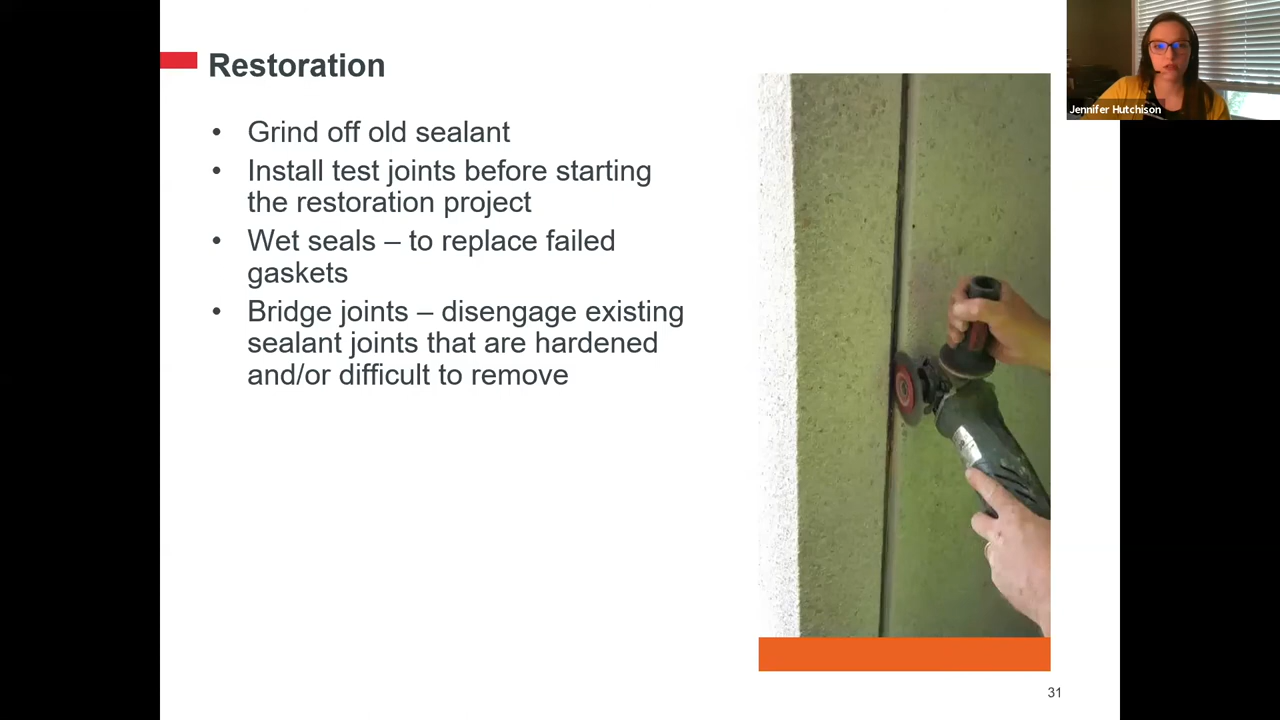 Restoration
• Grind off old sealant
• Install test joints before starting
the restoration project
• Wet seals – to replace failed
gaskets
• Bridge joints – disengage existing
sealant joints that are hardened
and/or difficult to remove
Jennifer Hutchison
31